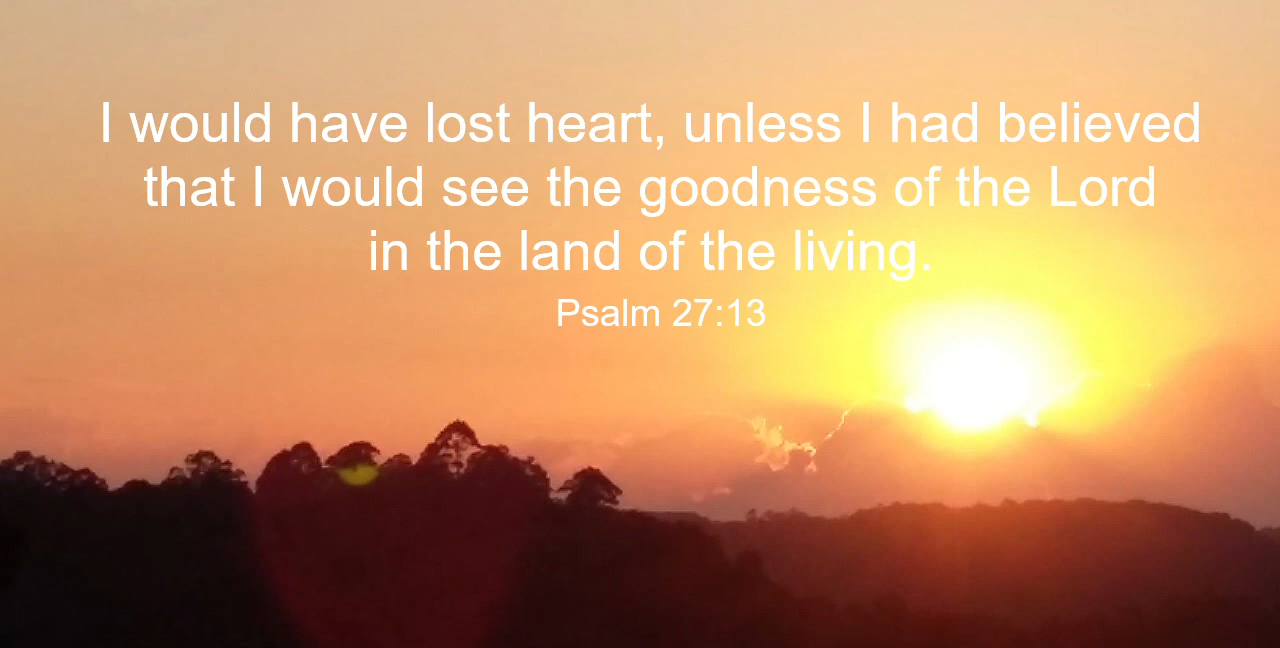 I would have lost heart, unless I had believed
that I would see the goodness of the Lord
in the land of the living.
Psalm 27:13